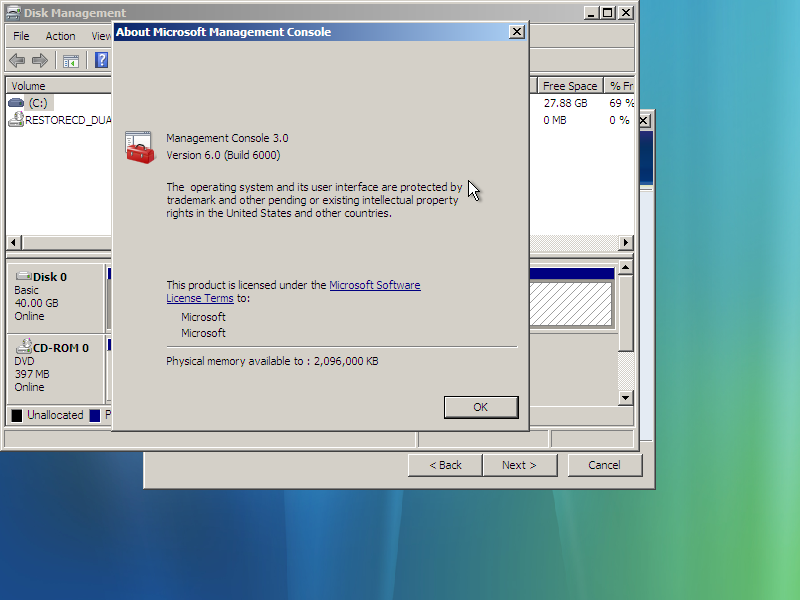 Disk Management
File Action View
About Microsoft Management Console
Volume Free Space % Fr
(C:) 27.88 GB 69 %
RESTORECD_DUA 0 MB 0 %
Management Console 3.0
Version 6.0 (Build 6000)
The operating system and its user interface are protected by
trademark and other pending or existing intellectual property
rights in the United States and other countries.
This product is licensed under the Microsoft Software
License Terms to:
Microsoft
Microsoft
Physical memory available to : 2,096,000 KB
OK
Disk 0
Basic
40.00 GB
Online
CD-ROM 0
DVD
397 MB
Online
Unallocated P
< Back Next > Cancel